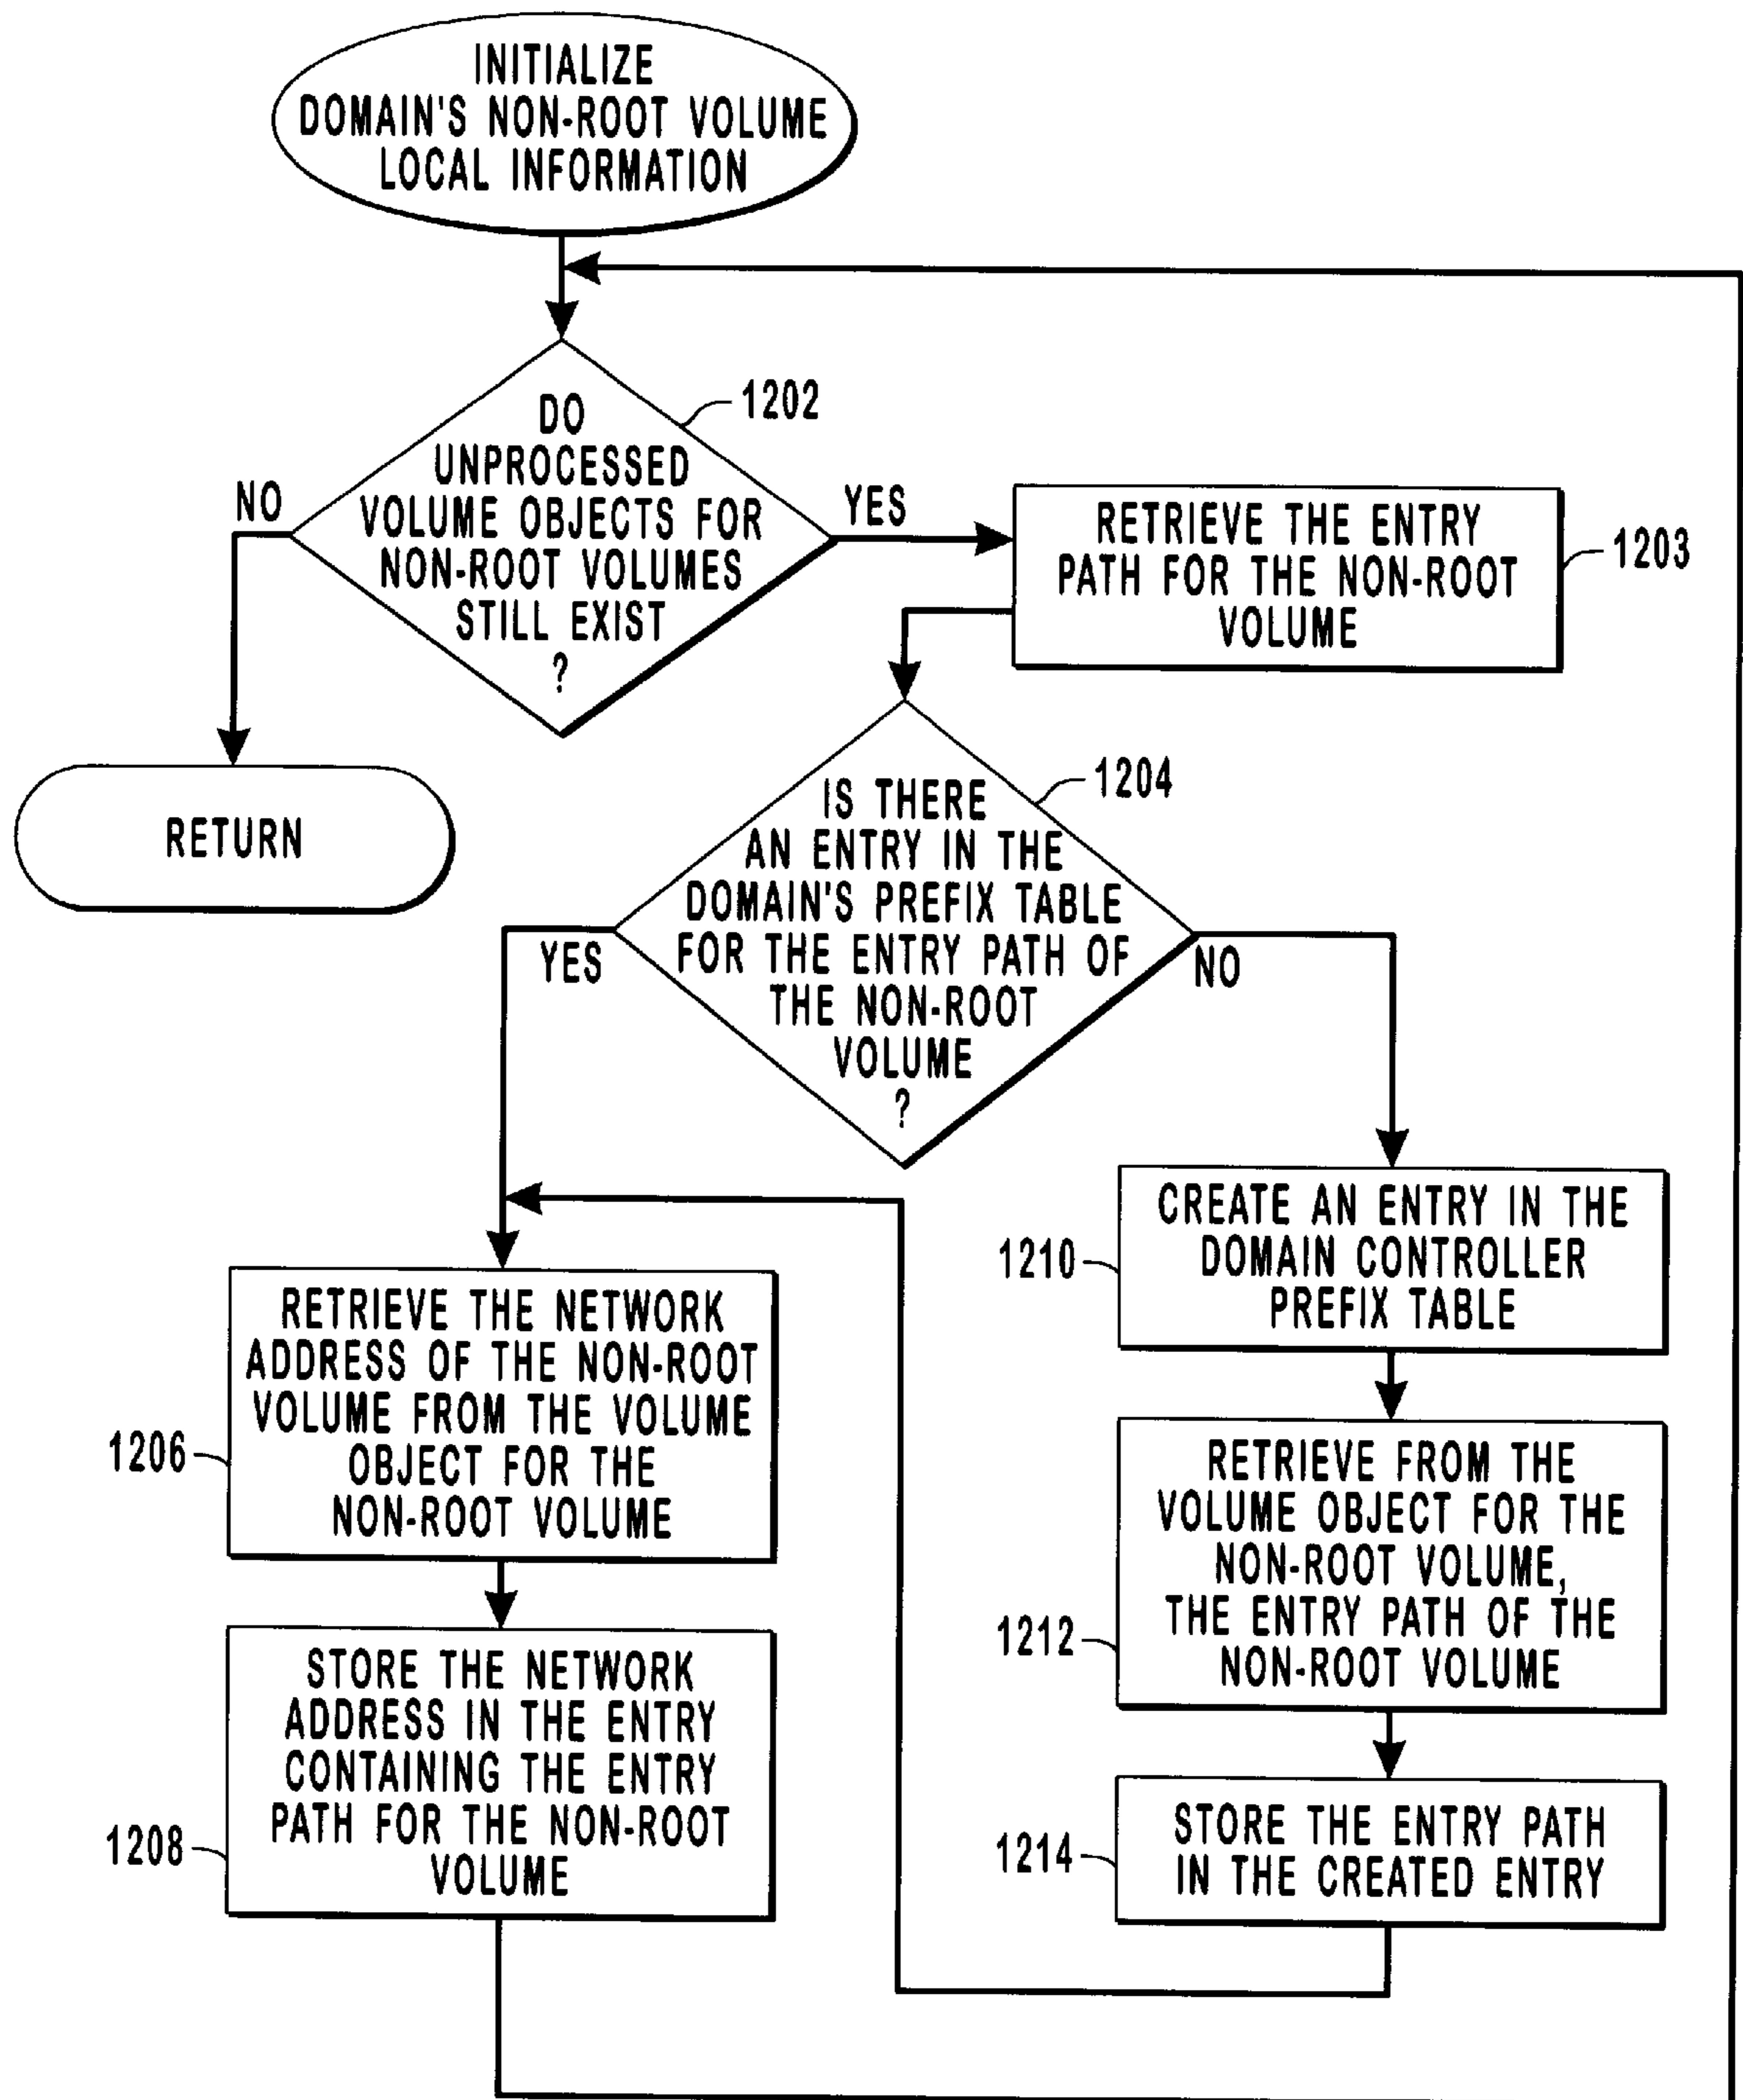 INITIALIZE
DOMAIN'S NON-ROOT VOLUME
LOCAL INFORMATION
1202
DO
UNPROCESSED
VOLUME OBJECTS FOR
NON-ROOT VOLUMES
STILL EXIST
?
NO
YES
RETRIEVE THE ENTRY
PATH FOR THE NON-ROOT
VOLUME
1203
RETURN
1204
IS THERE
AN ENTRY IN THE
DOMAIN'S PREFIX TABLE
FOR THE ENTRY PATH OF
THE NON-ROOT
VOLUME
?
YES
NO
1210
CREATE AN ENTRY IN THE
DOMAIN CONTROLLER
PREFIX TABLE
1206
RETRIEVE THE NETWORK
ADDRESS OF THE NON-ROOT
VOLUME FROM THE VOLUME
OBJECT FOR THE
NON-ROOT VOLUME
1212
RETRIEVE FROM THE
VOLUME OBJECT FOR THE
NON-ROOT VOLUME,
THE ENTRY PATH OF THE
NON-ROOT VOLUME
1208
STORE THE NETWORK
ADDRESS IN THE ENTRY
CONTAINING THE ENTRY
PATH FOR THE NON-ROOT
VOLUME
1214
STORE THE ENTRY PATH
IN THE CREATED ENTRY